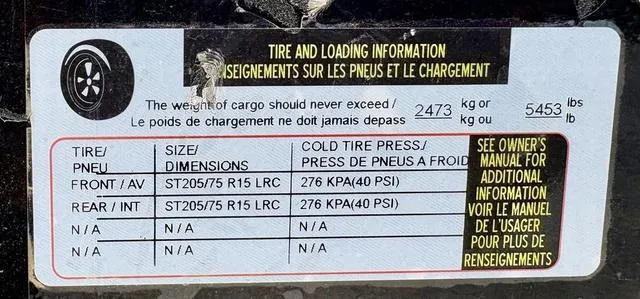 TIRE AND LOADING INFORMATION
NSEIGNEMENTS SUR LES PNEUS ET LE CHARGEMENT
The weight of cargo should never exceed / 2473 kg or 5453 lbs
Le poids de chargement ne doit jamais depass kg ou lb
TIRE/ SIZE/ COLD TIRE PRESS./
PNEU DIMENSIONS PRESS DE PNEUS A FROID
FRONT / AV ST205/75 R15 LRC 276 KPA(40 PSI)
REAR / INT ST205/75 R15 LRC 276 KPA(40 PSI)
N / A N / A N / A
N / A N / A N / A
SEE OWNER'S
MANUAL FOR
ADDITIONAL
INFORMATION
VOIR LE MANUEL
DE L'USAGER
POUR PLUS DE
RENSEIGNEMENTS